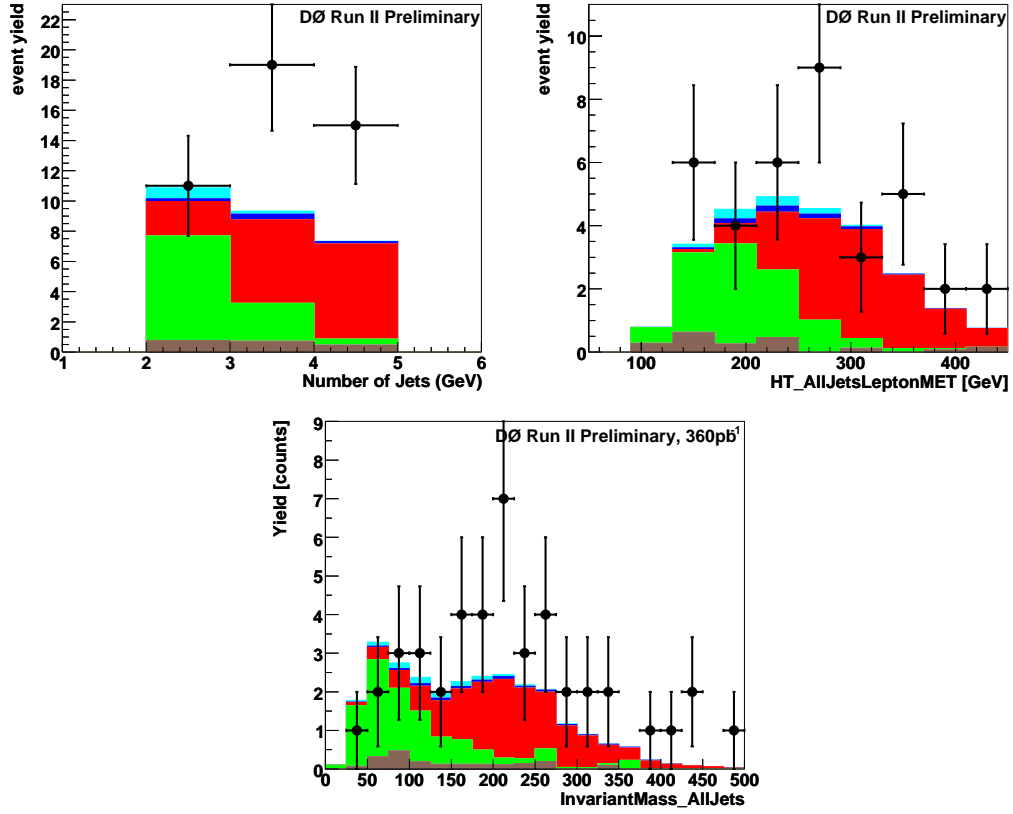 DØ Run II Preliminary
event yield
22
20
18
16
14
12
10
8
6
4
2
0
1 2 3 4 5 6
Number of Jets (GeV)
DØ Run II Preliminary
event yield
10
8
6
4
2
0
100 200 300 400
HT_AllJetsLeptonMET [GeV]
DØ Run II Preliminary, 360pb-1
Yield [counts]
9
8
7
6
5
4
3
2
1
0
0 50 100 150 200 250 300 350 400 450 500
InvariantMass_AllJets